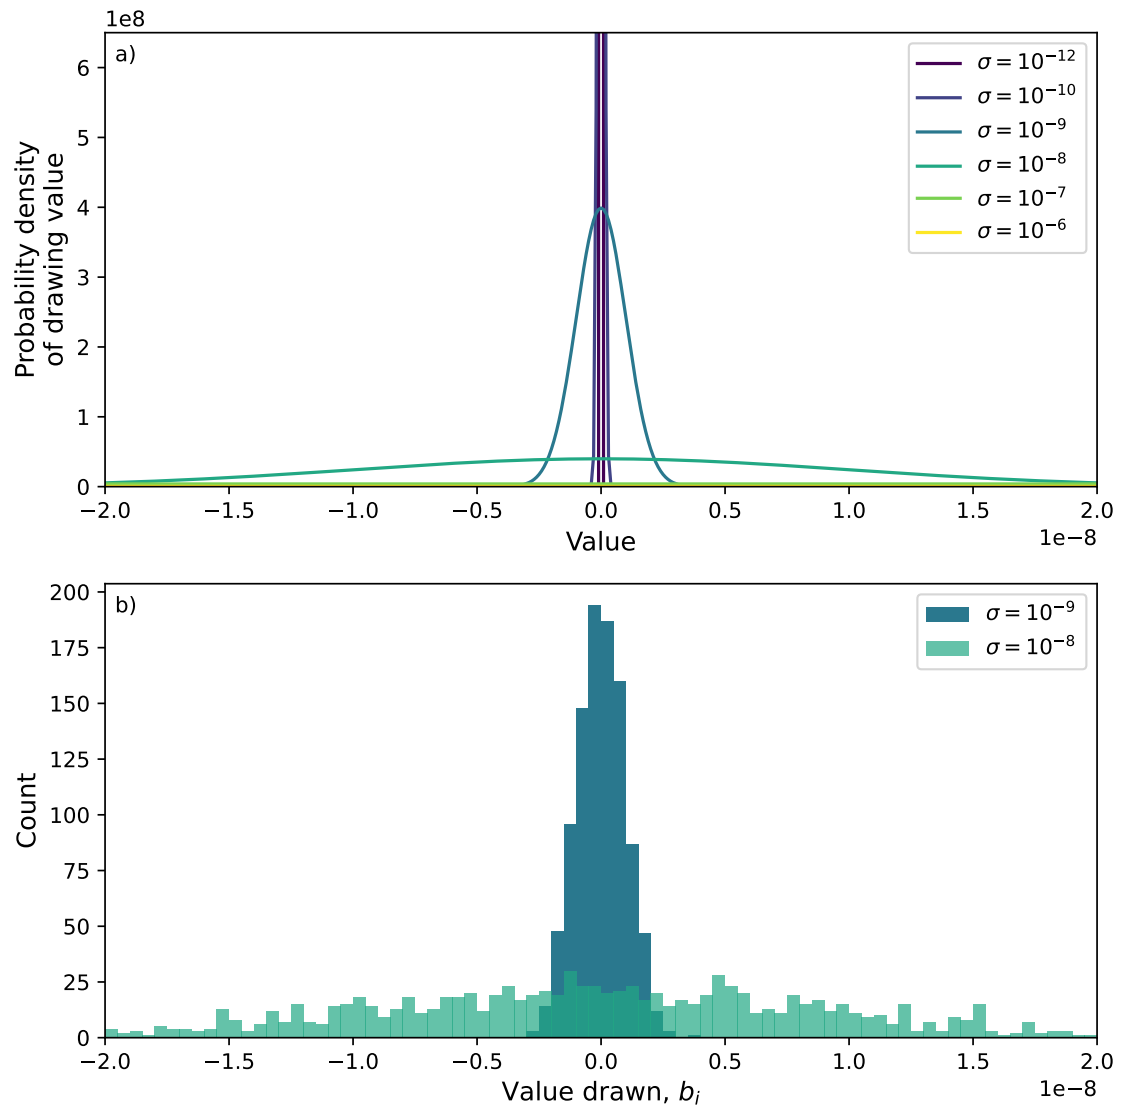 1e8
a)
6
5
4
3
2
1
0
Probability density
of drawing value
σ = 10⁻¹²
σ = 10⁻¹⁰
σ = 10⁻⁹
σ = 10⁻⁸
σ = 10⁻⁷
σ = 10⁻⁶
−2.0 −1.5 −1.0 −0.5 0.0 0.5 1.0 1.5 2.0
Value
1e−8
b)
200
175
150
125
100
75
50
25
0
Count
σ = 10⁻⁹
σ = 10⁻⁸
−2.0 −1.5 −1.0 −0.5 0.0 0.5 1.0 1.5 2.0
Value drawn, bᵢ
1e−8